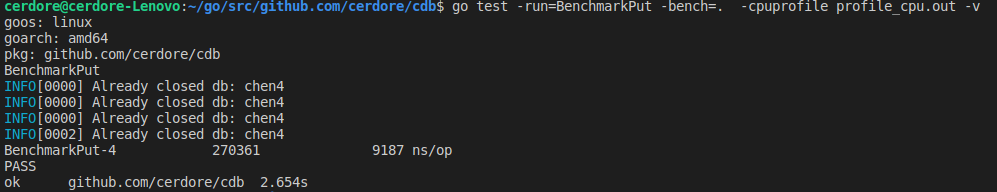 cerdore@cerdore-Lenovo:~/go/src/github.com/cerdore/cdb$ go test -run=BenchmarkPut -bench=.  -cpuprofile profile_cpu.out -v
goos: linux
goarch: amd64
pkg: github.com/cerdore/cdb
BenchmarkPut
INFO[0000] Already closed db: chen4
INFO[0000] Already closed db: chen4
INFO[0000] Already closed db: chen4
INFO[0002] Already closed db: chen4
BenchmarkPut-4            270361              9187 ns/op
PASS
ok      github.com/cerdore/cdb  2.654s